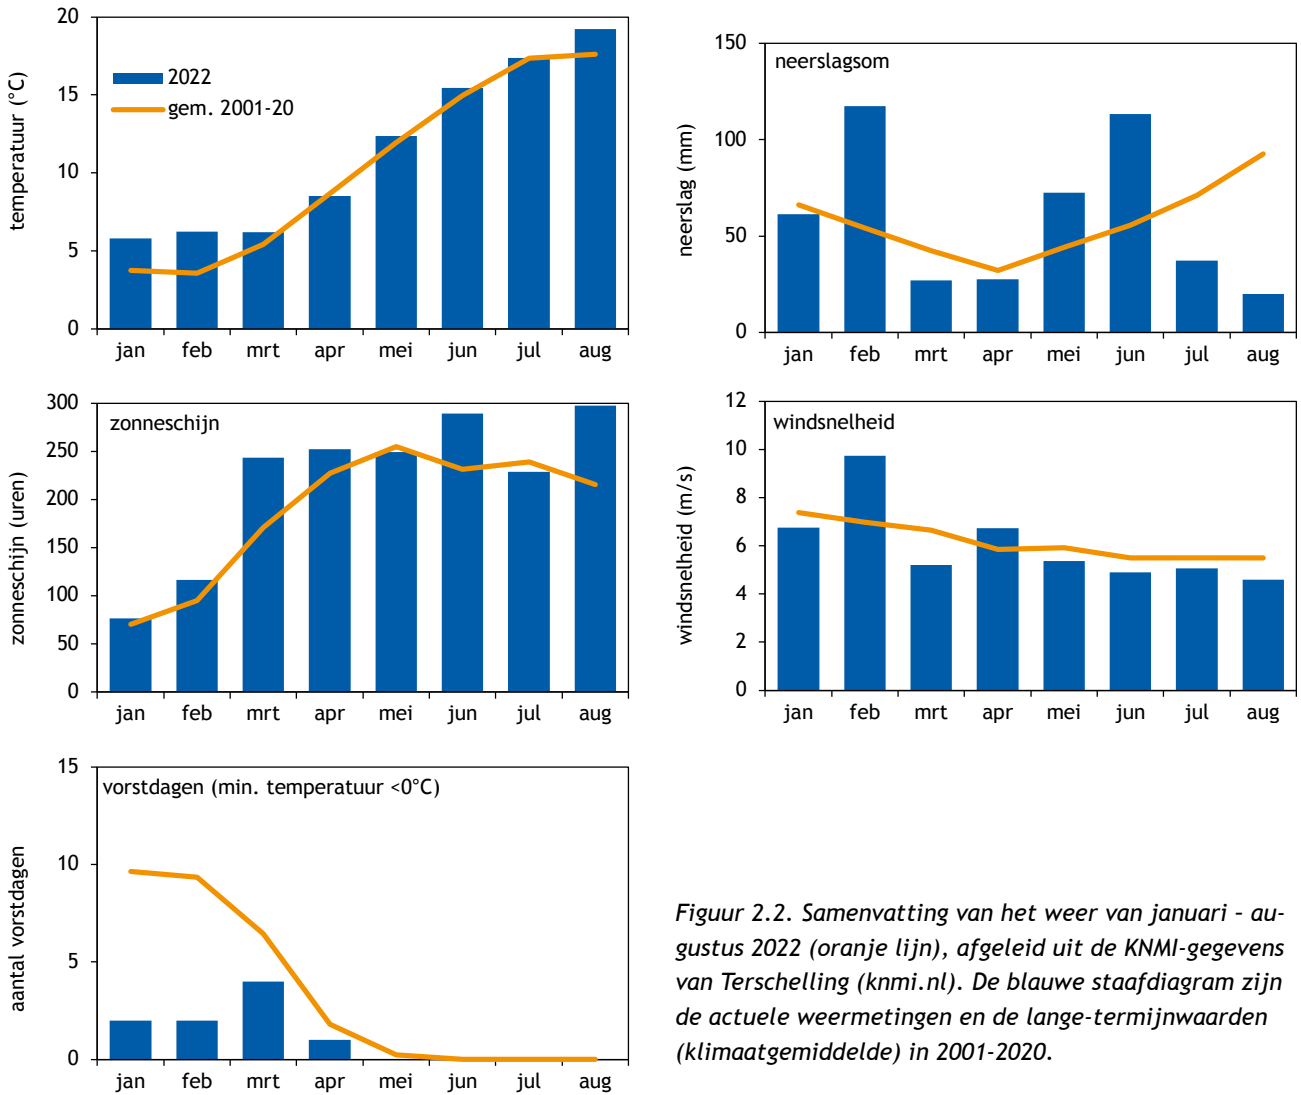 20
15
10
5
0
temperatuur (°C)
2022
gem. 2001-20
jan feb mrt apr mei jun jul aug
150
100
50
0
neerslag (mm)
neerslagsom
jan feb mrt apr mei jun jul aug
300
250
200
150
100
50
0
zonneschijn (uren)
zonneschijn
jan feb mrt apr mei jun jul aug
12
10
8
6
4
2
0
windsnelheid (m/s)
windsnelheid
jan feb mrt apr mei jun jul aug
15
10
5
0
aantal vorstdagen
vorstdagen (min. temperatuur <0°C)
jan feb mrt apr mei jun jul aug
Figuur 2.2. Samenvatting van het weer van januari – au-
gustus 2022 (oranje lijn), afgeleid uit de KNMI-gegevens
van Terschelling (knmi.nl). De blauwe staafdiagram zijn
de actuele weermetingen en de lange-termijnwaarden
(klimaatgemiddelde) in 2001-2020.